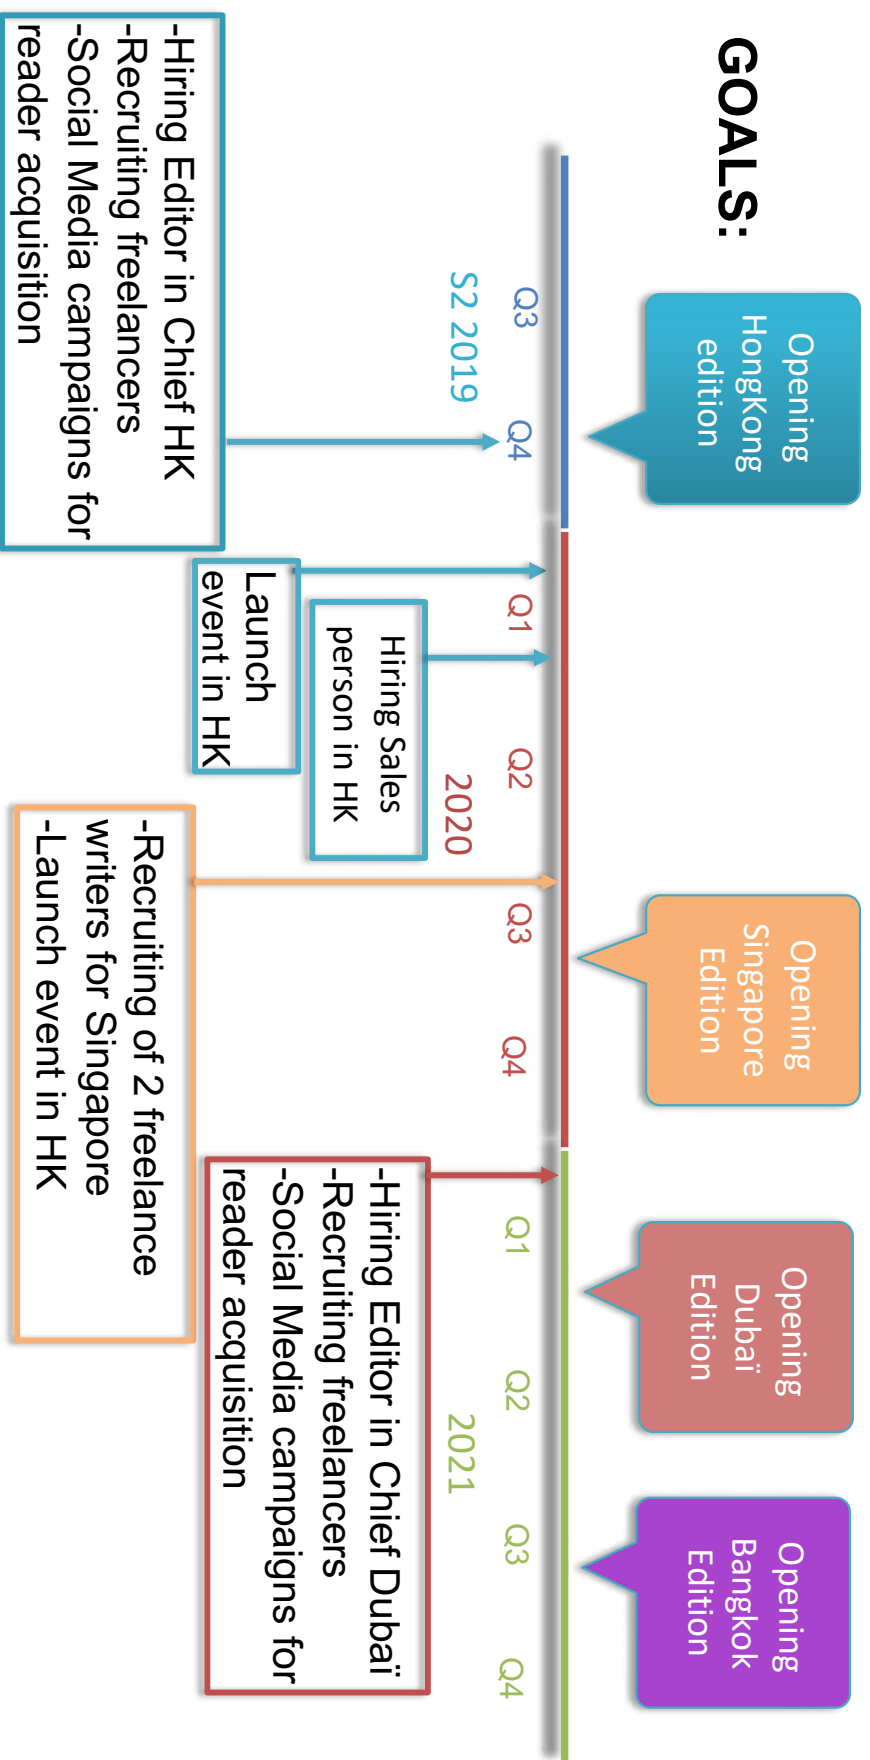 GOALS:
Opening
HongKong
edition
Opening
Singapore
Edition
Opening
Dubaï
Edition
Opening
Bangkok
Edition
Q3
Q4
Q1
Q2
Q3
Q4
Q1
Q2
Q3
Q4
S2 2019
2020
2021
-Hiring Editor in Chief HK
-Recruiting freelancers
-Social Media campaigns for
reader acquisition
Launch
event in HK
Hiring Sales
person in HK
-Recruiting of 2 freelance
writers for Singapore
-Launch event in HK
-Hiring Editor in Chief Dubaï
-Recruiting freelancers
-Social Media campaigns for
reader acquisition